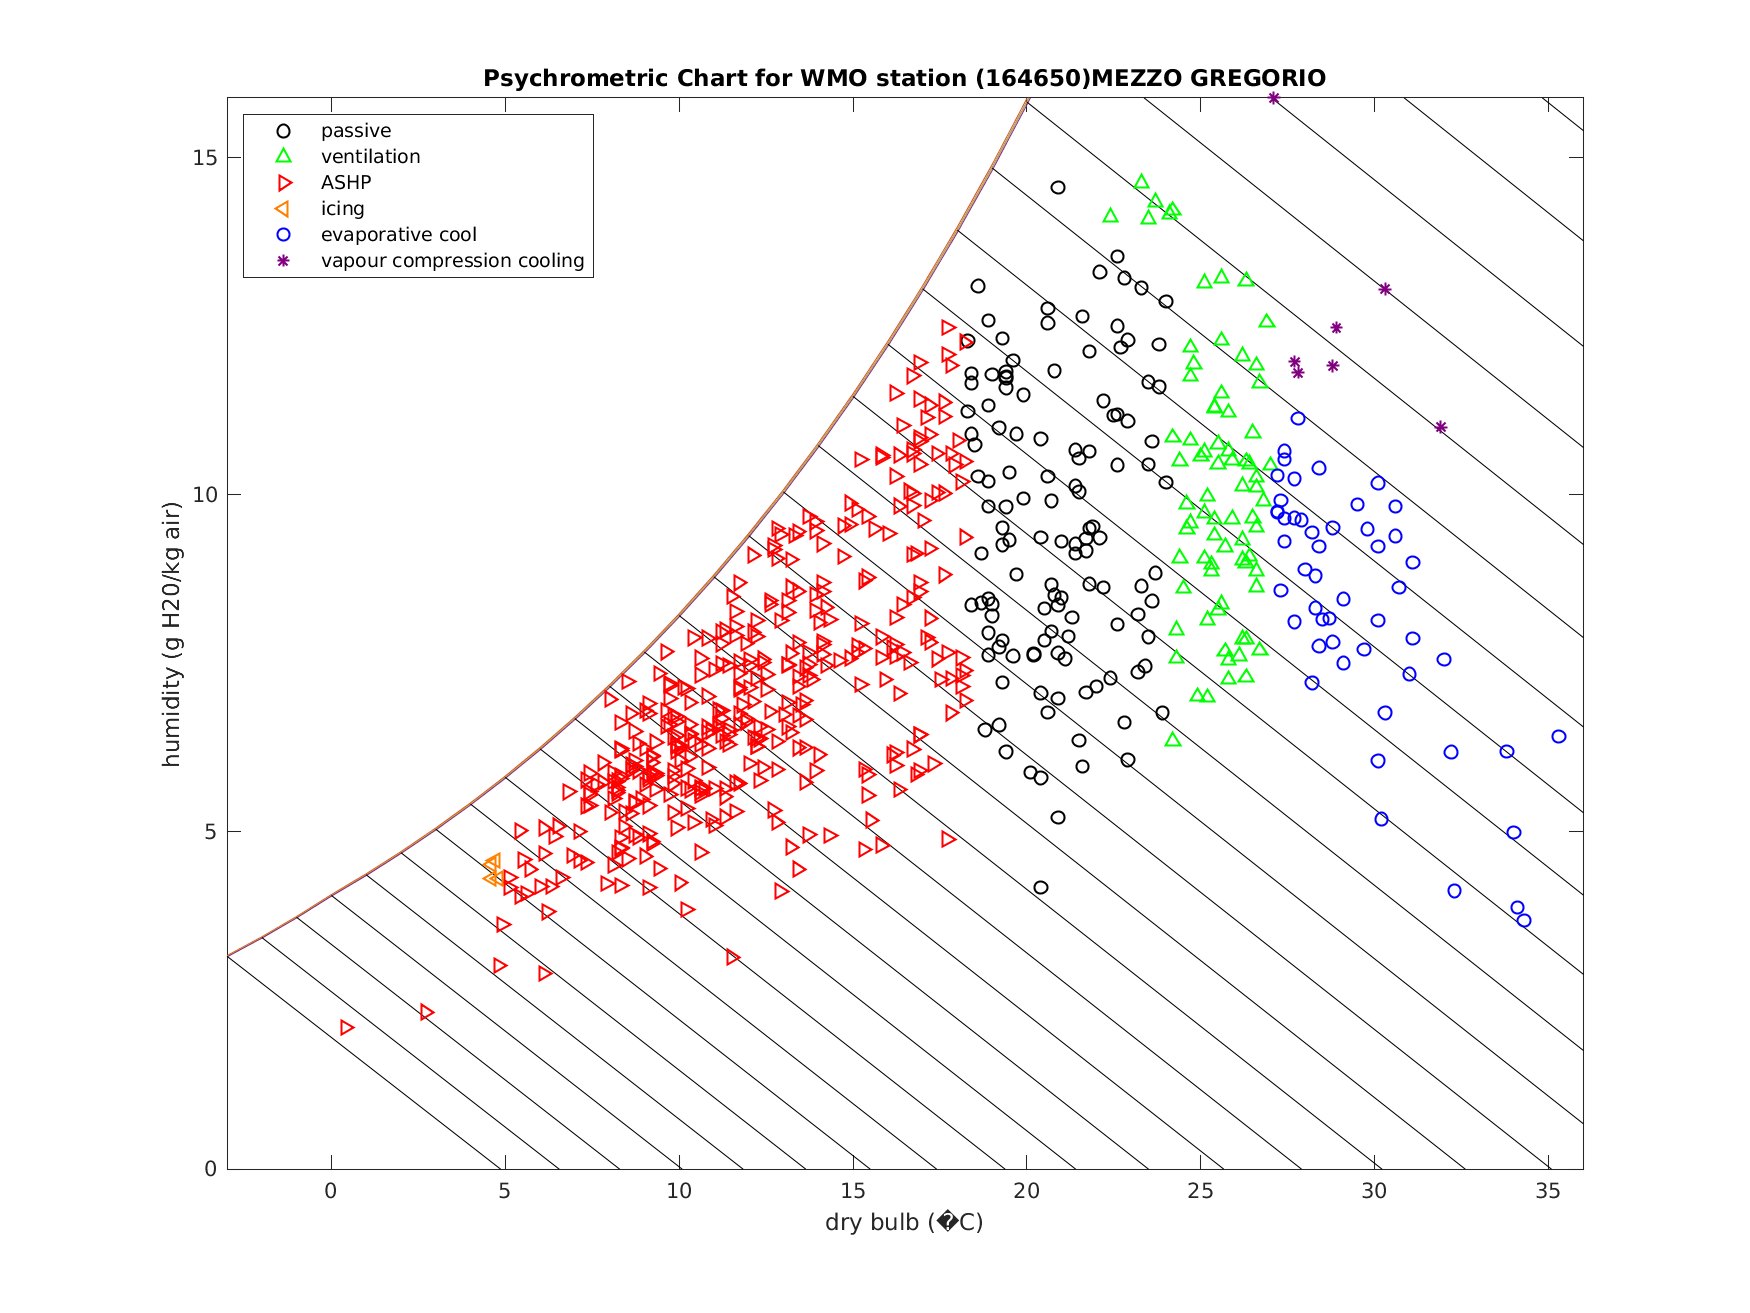 Psychrometric Chart for WMO station (164650)MEZZO GREGORIO
passive
ventilation
ASHP
icing
evaporative cool
vapour compression cooling
humidity (g H20/kg air)
15
10
5
0
0 5 10 15 20 25 30 35
dry bulb (�C)